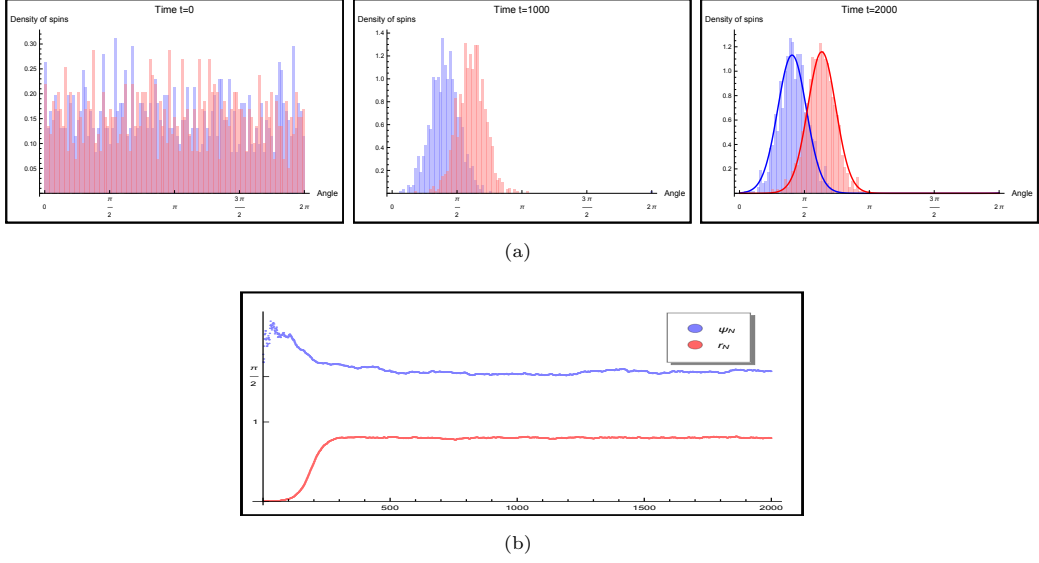 Time t=0
Density of spins
0.30
0.25
0.20
0.15
0.10
0.05
Angle
0
π/2
π
3π/2
2π
Time t=1000
Density of spins
1.4
1.2
1.0
0.8
0.6
0.4
0.2
Angle
0
π/2
π
3π/2
2π
Time t=2000
Density of spins
1.2
1.0
0.8
0.6
0.4
0.2
Angle
0
π/2
π
3π/2
2π
(a)
ψN
rN
π/2
1
500
1000
1500
2000
(b)